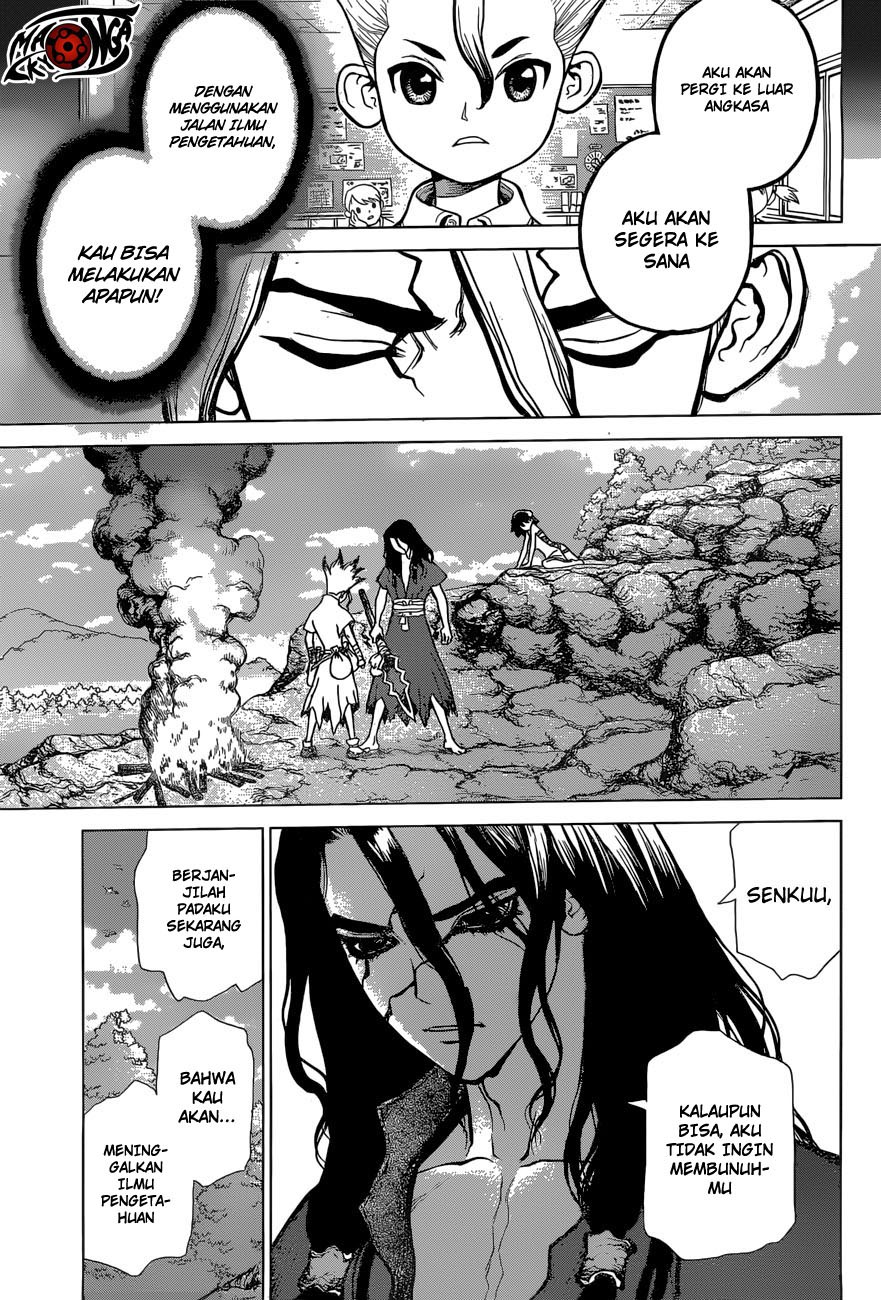 MANGA
KU
AKU AKAN
PERGI KE LUAR
ANGKASA
AKU AKAN
SEGERA KE
SANA
DENGAN
MENGGUNAKAN
JALAN ILMU
PENGETAHUAN,
KAU BISA
MELAKUKAN
APAPUN!
SENKUU,
KALAUPUN
BISA, AKU
TIDAK INGIN
MEMBUNUH-
MU
BERJAN-
JILAH
PADAKU
SEKARANG
JUGA,
BAHWA
KAU
AKAN...
MENING-
GALKAN
ILMU
PENGETA-
HUAN